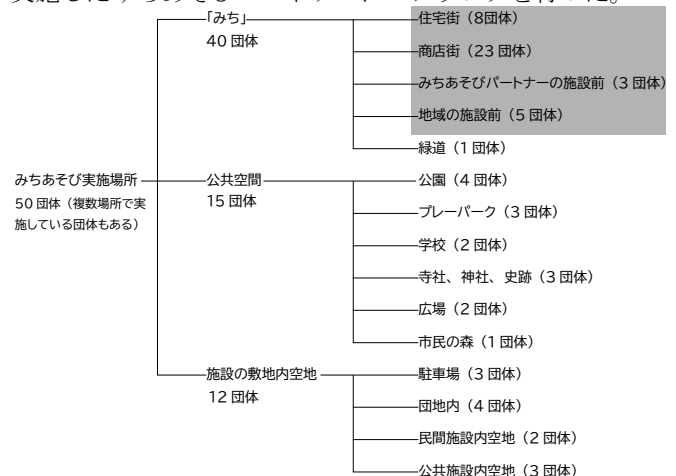 「みち」
40 団体
住宅街（8団体）
商店街（23 団体）
みちあそびパートナーの施設前（3 団体）
地域の施設前（5 団体）
緑道（1 団体）
みちあそび実施場所
50 団体（複数場所で実
施している団体もある）
公共空間
15 団体
公園（4 団体）
プレーパーク（3 団体）
学校（2 団体）
寺社、神社、史跡（3 団体）
広場（2 団体）
市民の森（1 団体）
施設の敷地内空地
12 団体
駐車場（3 団体）
団地内（4 団体）
民間施設内空地（2 団体）
公共施設内空地（3 団体）